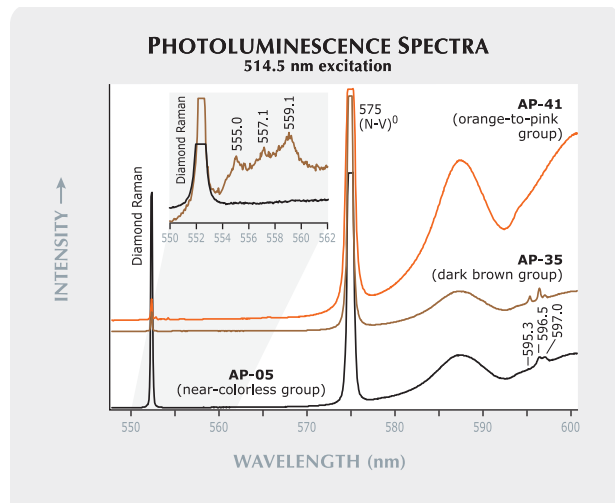 PHOTOLUMINESCENCE SPECTRA
514.5 nm excitation
INTENSITY
Diamond Raman
Diamond Raman
555.0
557.1
559.1
550 552 554 556 558 560 562
575
(N-V)⁰
AP-41
(orange-to-pink
group)
AP-35
(dark brown group)
595.3
596.5
597.0
AP-05
(near-colorless group)
550 560 570 580 590 600
WAVELENGTH (nm)